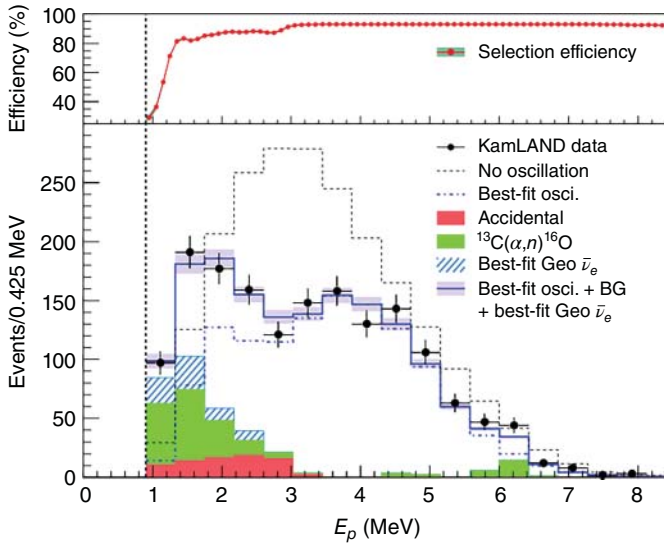 Efficiency (%)
100
80
60
40
Selection efficiency
Events/0.425 MeV
250
200
150
100
50
0
KamLAND data
No oscillation
Best-fit osci.
Accidental
¹³C(α,n)¹⁶O
Best-fit Geo ν̅ₑ
Best-fit osci. + BG
+ best-fit Geo ν̅ₑ
0 1 2 3 4 5 6 7 8
Eₚ (MeV)